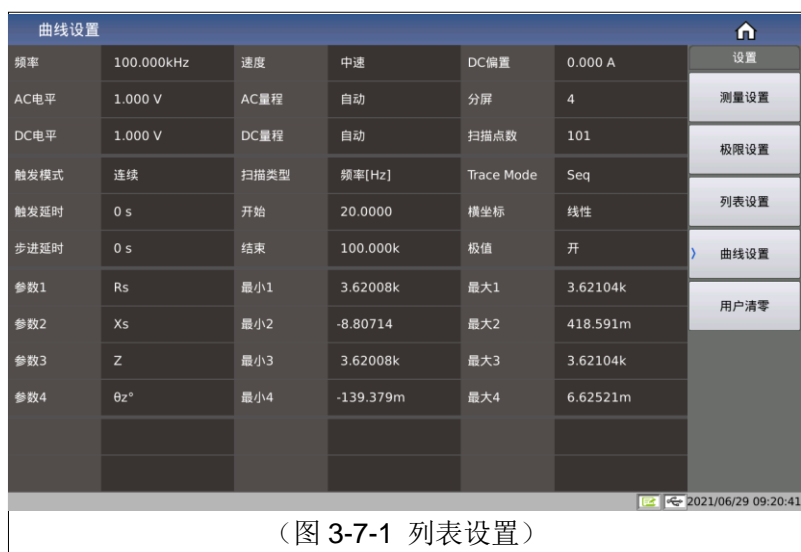 曲线设置
频率 100.000kHz 速度 中速 DC偏置 0.000 A
AC电平 1.000 V AC量程 自动 分屏 4
DC电平 1.000 V DC量程 自动 扫描点数 101
触发模式 连续 扫描类型 频率[Hz] Trace Mode Seq
触发延时 0 s 开始 20.0000 横坐标 线性
步进延时 0 s 结束 100.000k 极值 开
参数1 Rs 最小1 3.62008k 最大1 3.62104k
参数2 Xs 最小2 -8.80714 最大2 418.591m
参数3 Z 最小3 3.62008k 最大3 3.62104k
参数4 θz° 最小4 -139.379m 最大4 6.62521m
设置
测量设置
极限设置
列表设置
〉 曲线设置
用户清零
2021/06/29 09:20:41
（图 3-7-1 列表设置）